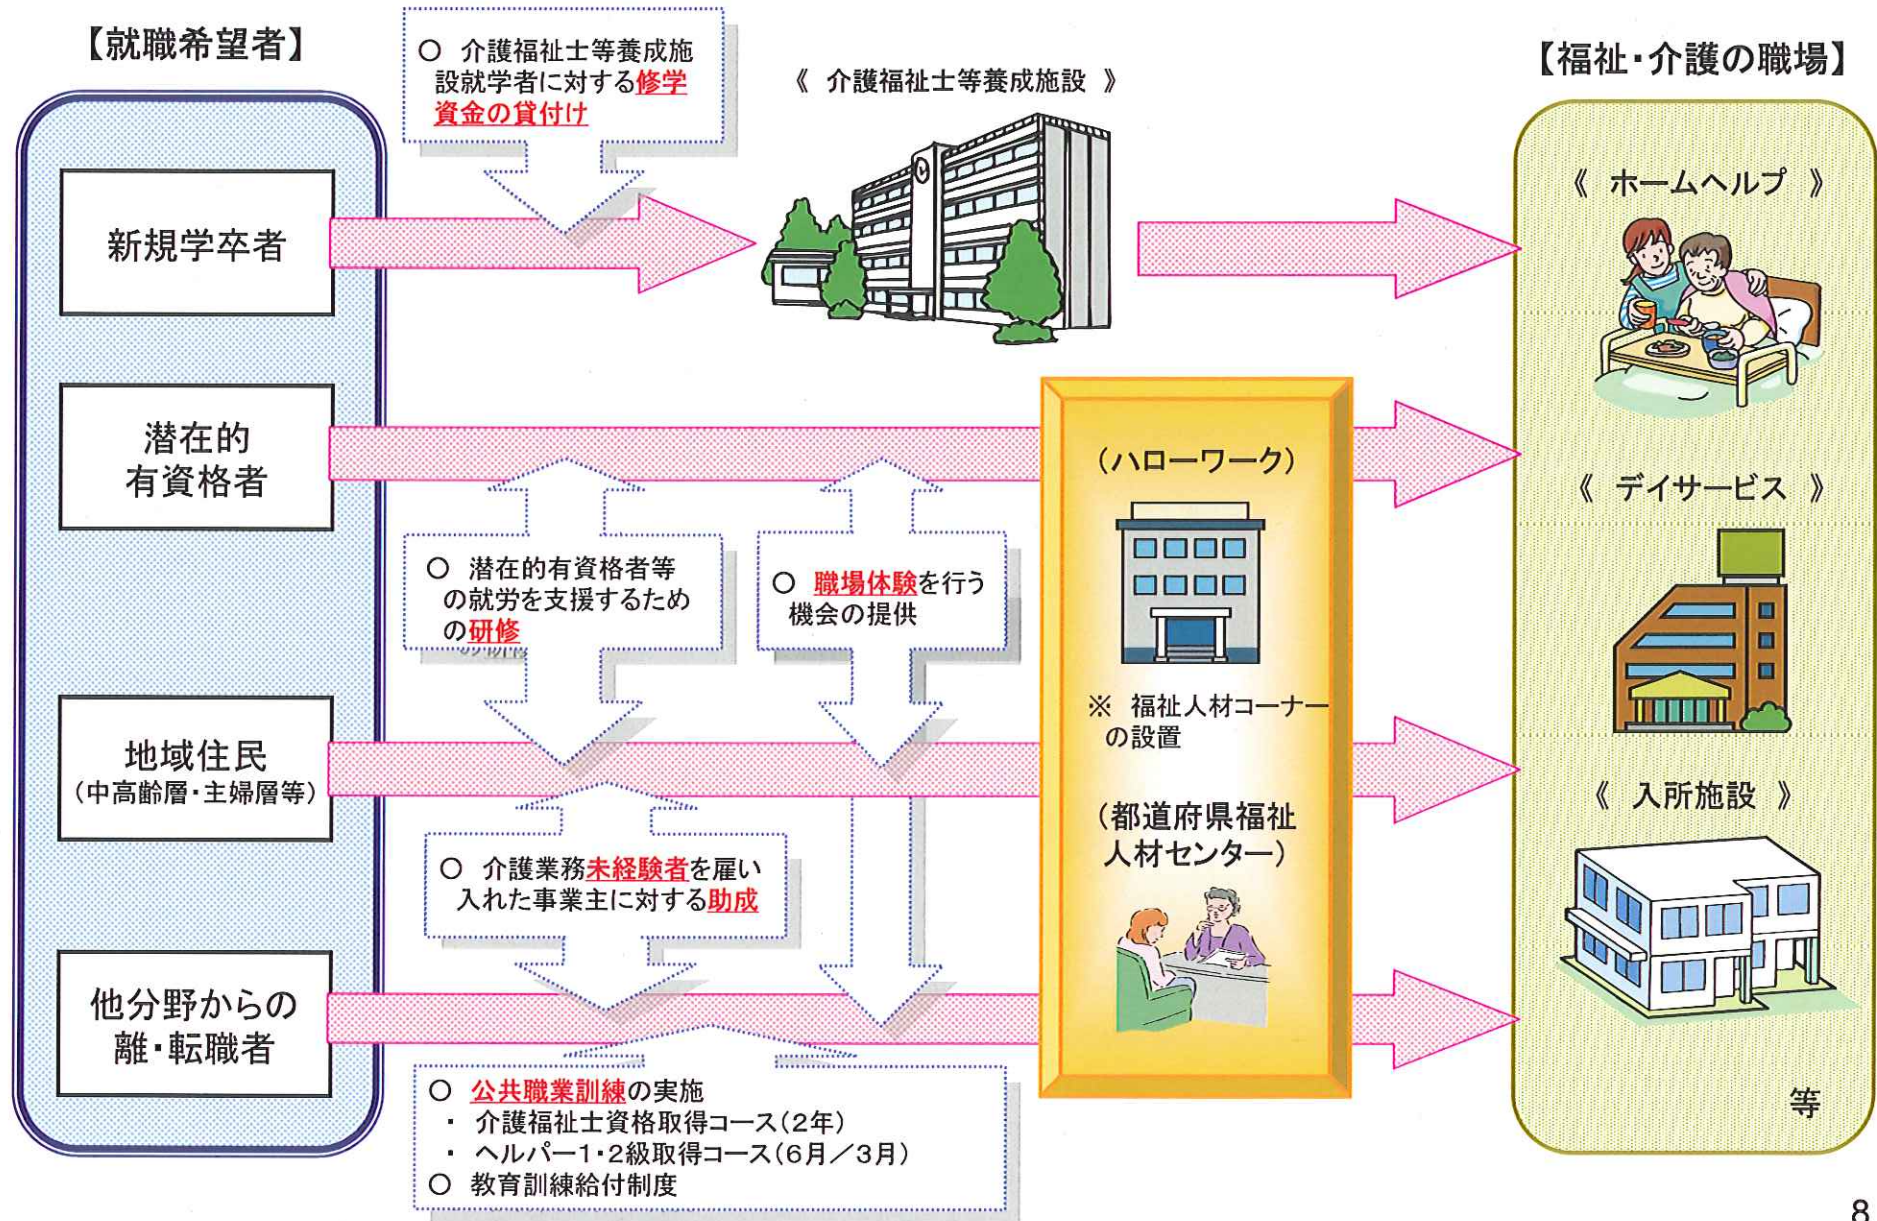 【就職希望者】
○ 介護福祉士等養成施
設就学者に対する修学
資金の貸付け
《 介護福祉士等養成施設 》
【福祉・介護の職場】
新規学卒者
《 ホームヘルプ 》
潜在的
有資格者
(ハローワーク)
《 デイサービス 》
○ 潜在的有資格者等
の就労を支援するため
の研修
○ 職場体験を行う
機会の提供
※ 福祉人材コーナー
の設置
地域住民
(中高齢層・主婦層等)
《 入所施設 》
(都道府県福祉
人材センター)
○ 介護業務未経験者を雇い
入れた事業主に対する助成
他分野からの
離・転職者
○ 公共職業訓練の実施
・ 介護福祉士資格取得コース(2年)
・ ヘルパー1・2級取得コース(6月/3月)
○ 教育訓練給付制度
等
8